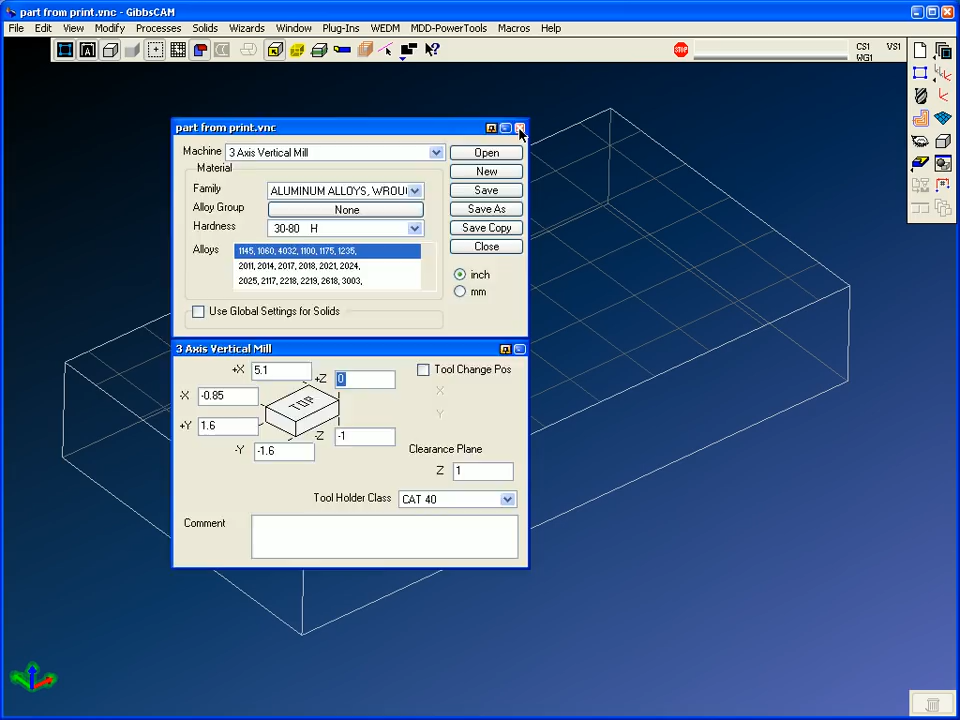 part from print.vnc - GibbsCAM
File Edit View Modify Processes Solids Wizards Window Plug-Ins WEDM MDD-PowerTools Macros Help
STOP
CS1 VS1
WG1
part from print.vnc
Machine 3 Axis Vertical Mill Open
Material
New
Family ALUMINUM ALLOYS, WROUI Save
Alloy Group None Save As
Hardness 30-80 H Save Copy
Alloys 1145, 1060, 4032, 1100, 1175, 1235, Close
2011, 2014, 2017, 2018, 2021, 2024,
2025, 2117, 2218, 2219, 2618, 3003,
inch
mm
Use Global Settings for Solids
3 Axis Vertical Mill
+X 5.1 +Z 0 Tool Change Pos
-X -0.85 X
TOP
Y
+Y 1.6 -Z -1
-Y -1.6 Clearance Plane
Z 1
Tool Holder Class CAT 40
Comment